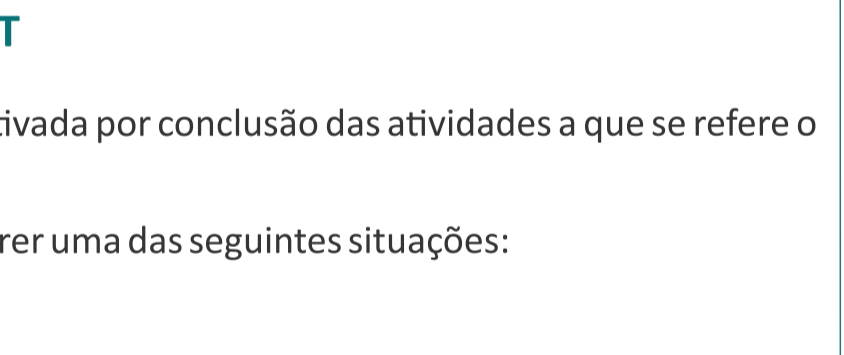 T
tivada por conclusão das atividades a que se refere o
rer uma das seguintes situações: